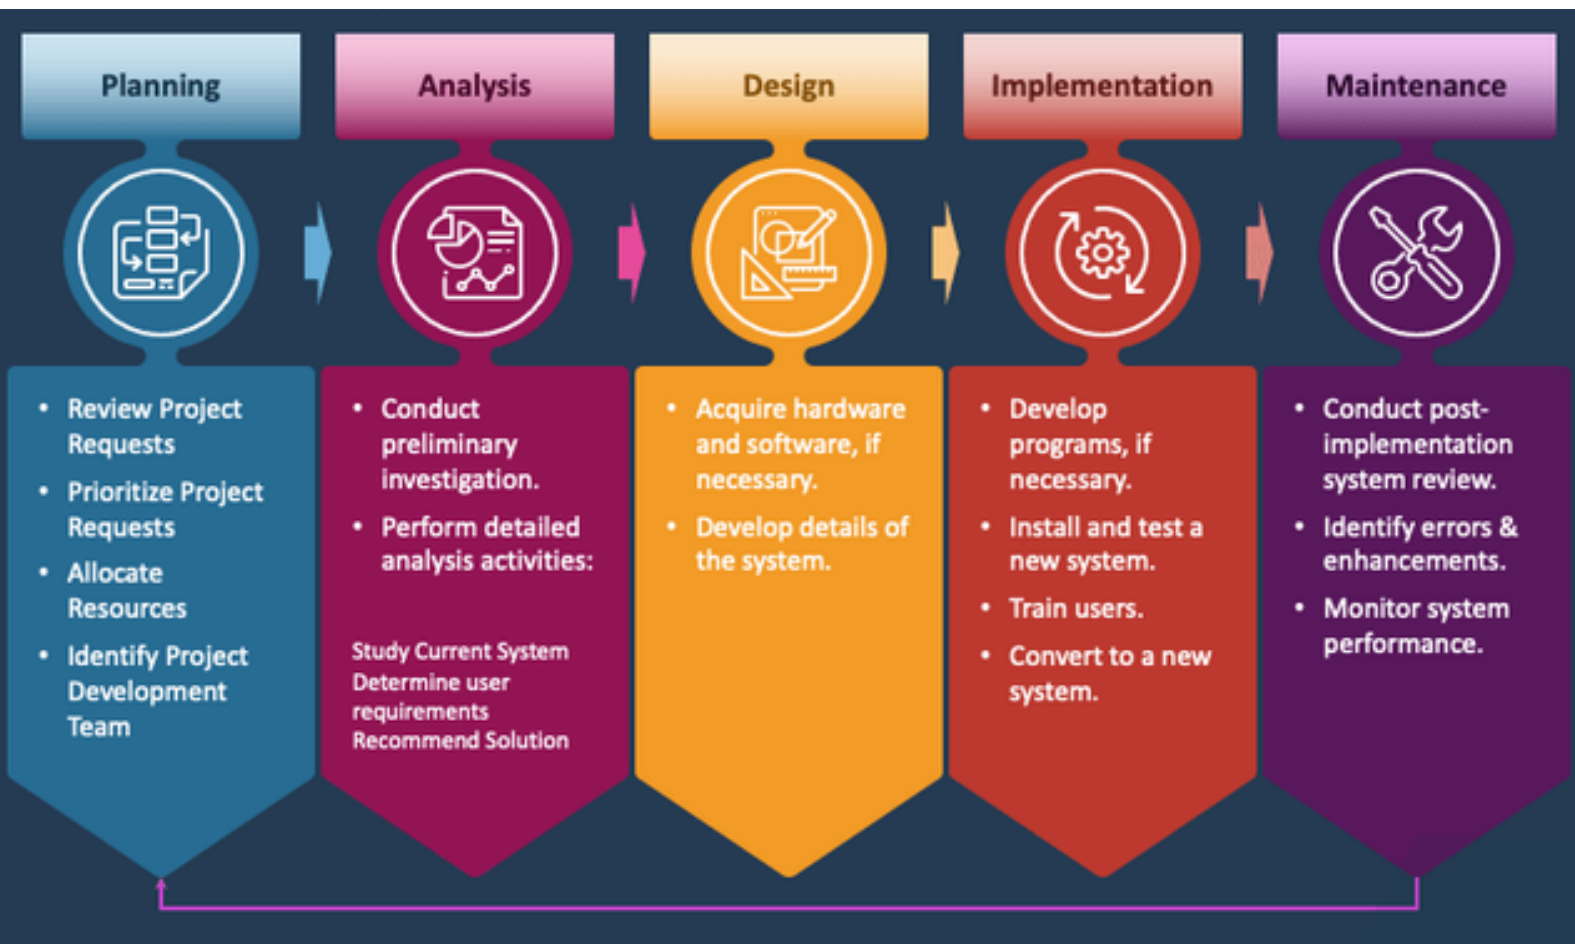 Planning
Analysis
Design
Implementation
Maintenance
• Review Project
Requests
• Prioritize Project
Requests
• Allocate
Resources
• Identify Project
Development
Team
• Conduct
preliminary
investigation.
• Perform detailed
analysis activities:
Study Current System
Determine user
requirements
Recommend Solution
• Acquire hardware
and software, if
necessary.
• Develop details of
the system.
• Develop
programs, if
necessary.
• Install and test a
new system.
• Train users.
• Convert to a new
system.
• Conduct post-
implementation
system review.
• Identify errors &
enhancements.
• Monitor system
performance.